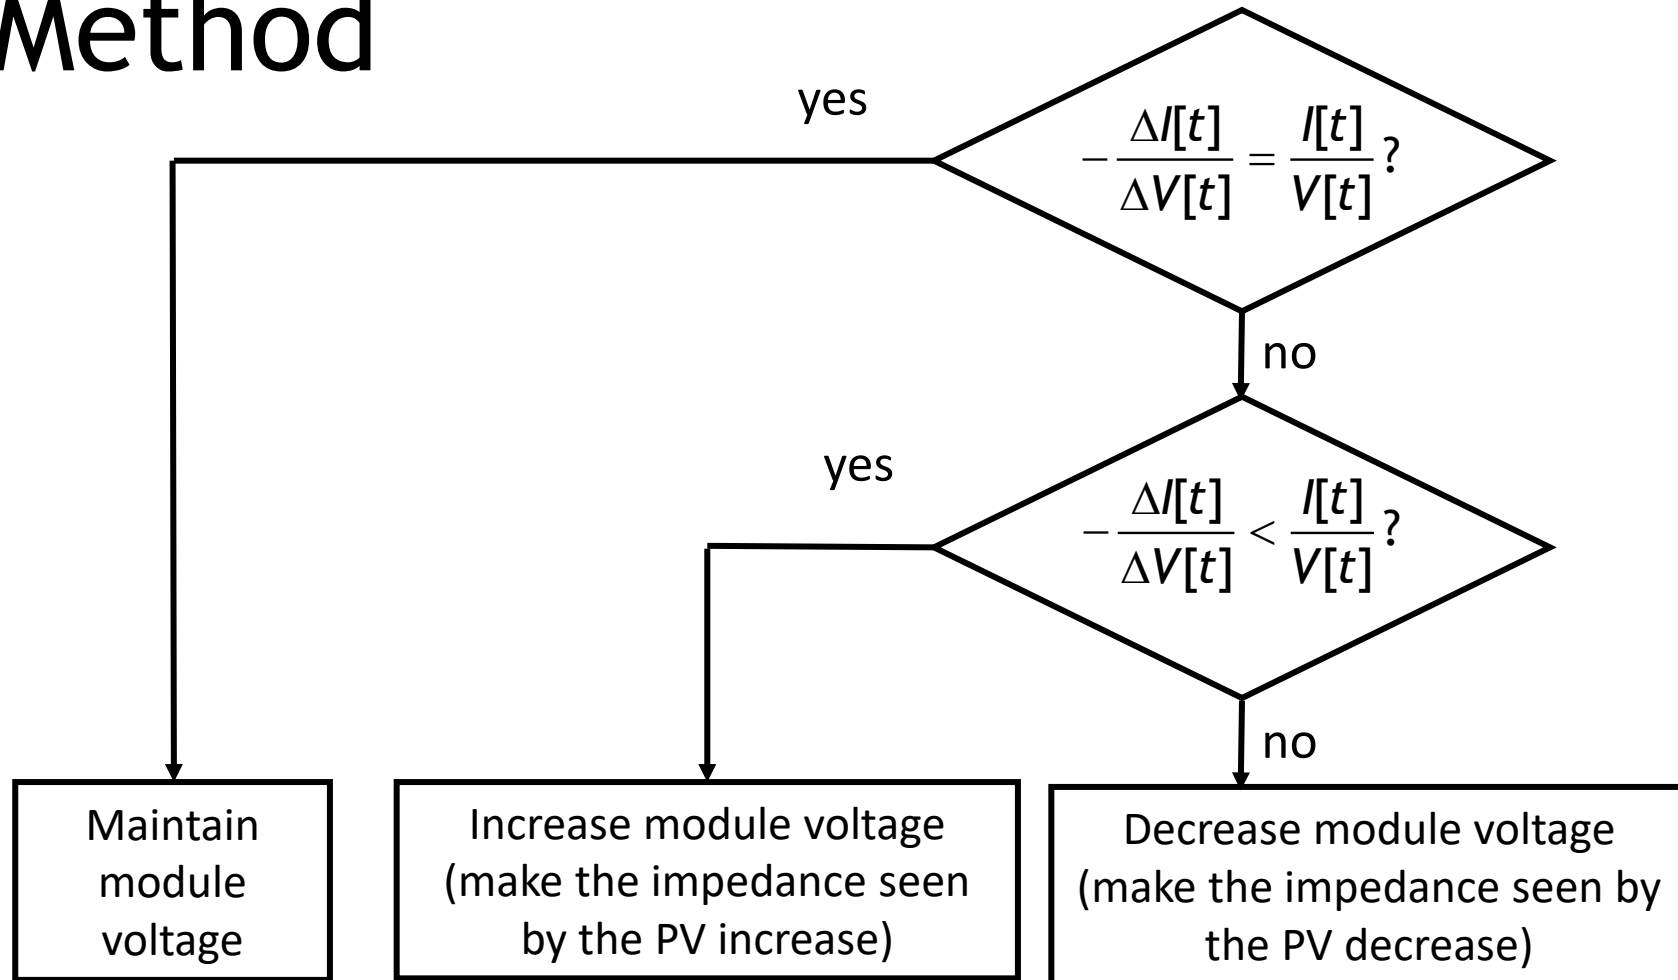 Method
yes
−ΔI[t]/ΔV[t] = I[t]/V[t] ?
no
yes
−ΔI[t]/ΔV[t] < I[t]/V[t] ?
no
Maintain
module
voltage
Increase module voltage
(make the impedance seen
by the PV increase)
Decrease module voltage
(make the impedance seen by
the PV decrease)